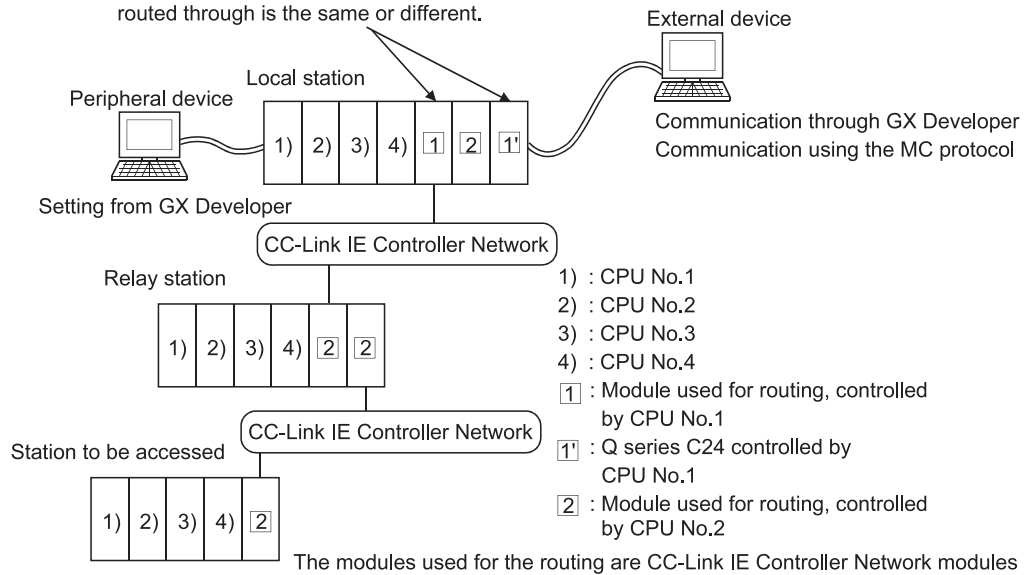 routed through is the same or different.
External device
Local station
Peripheral device
1) 2) 3) 4) 1 2 1'
Communication through GX Developer
Communication using the MC protocol
Setting from GX Developer
CC-Link IE Controller Network
Relay station
1) 2) 3) 4) 2 2
CC-Link IE Controller Network
Station to be accessed
1) 2) 3) 4) 2
1) : CPU No.1
2) : CPU No.2
3) : CPU No.3
4) : CPU No.4
1 : Module used for routing, controlled
by CPU No.1
1' : Q series C24 controlled by
CPU No.1
2 : Module used for routing, controlled
by CPU No.2
The modules used for the routing are CC-Link IE Controller Network modules